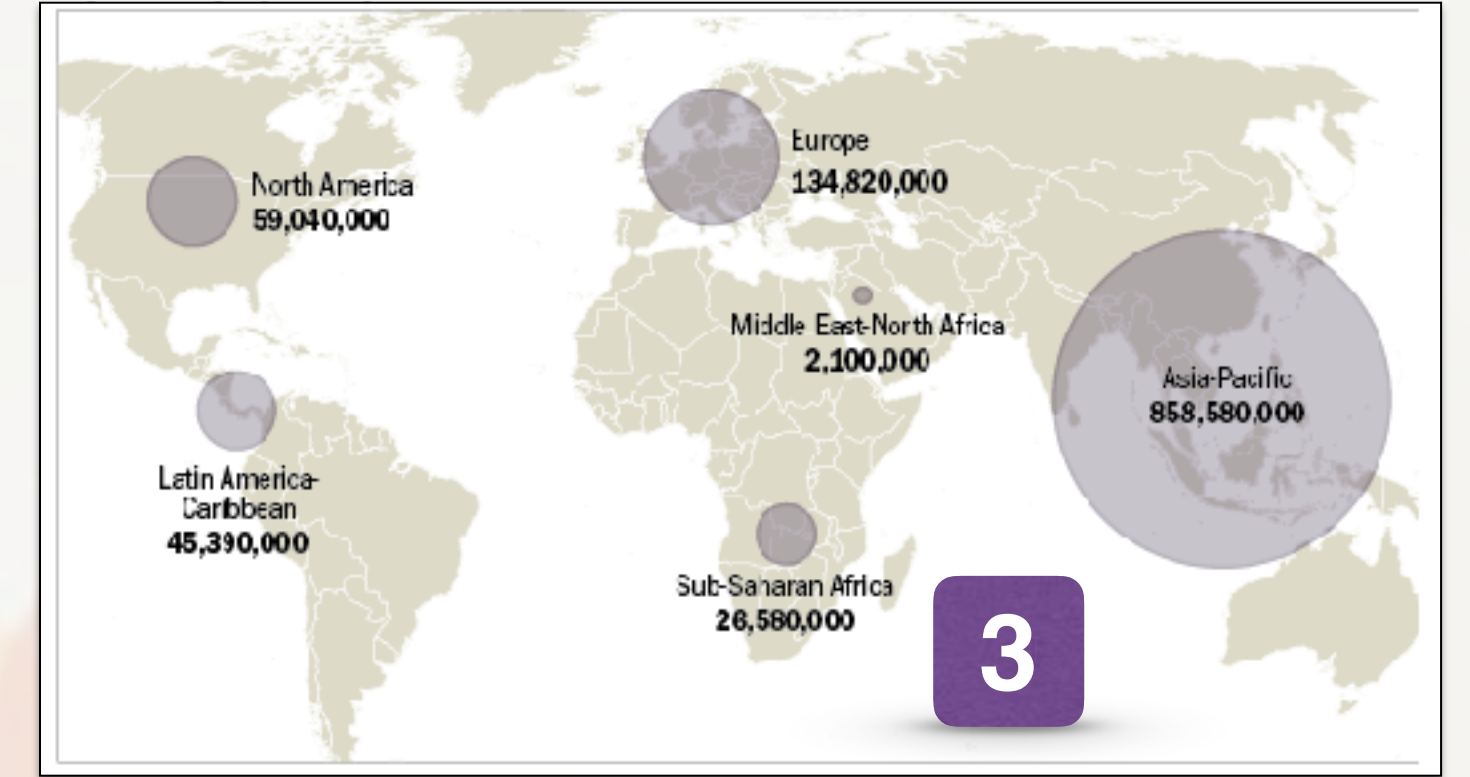 North America
59,040,000
Europe
134,820,000
Middle East-North Africa
2,100,000
Asia-Pacific
858,580,000
Latin America-
Caribbean
45,390,000
Sub-Saharan Africa
26,580,000
3